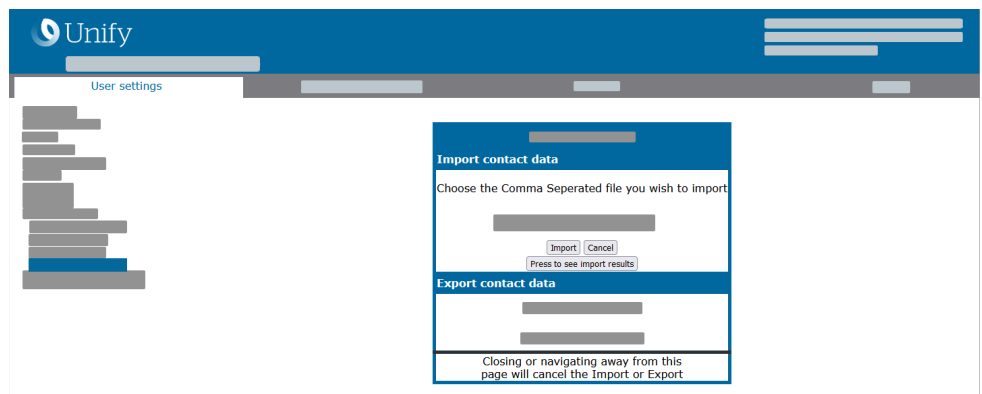 Unify
User settings
Import contact data
Choose the Comma Seperated file you wish to import
Import Cancel
Press to see import results
Export contact data
Closing or navigating away from this
page will cancel the Import or Export